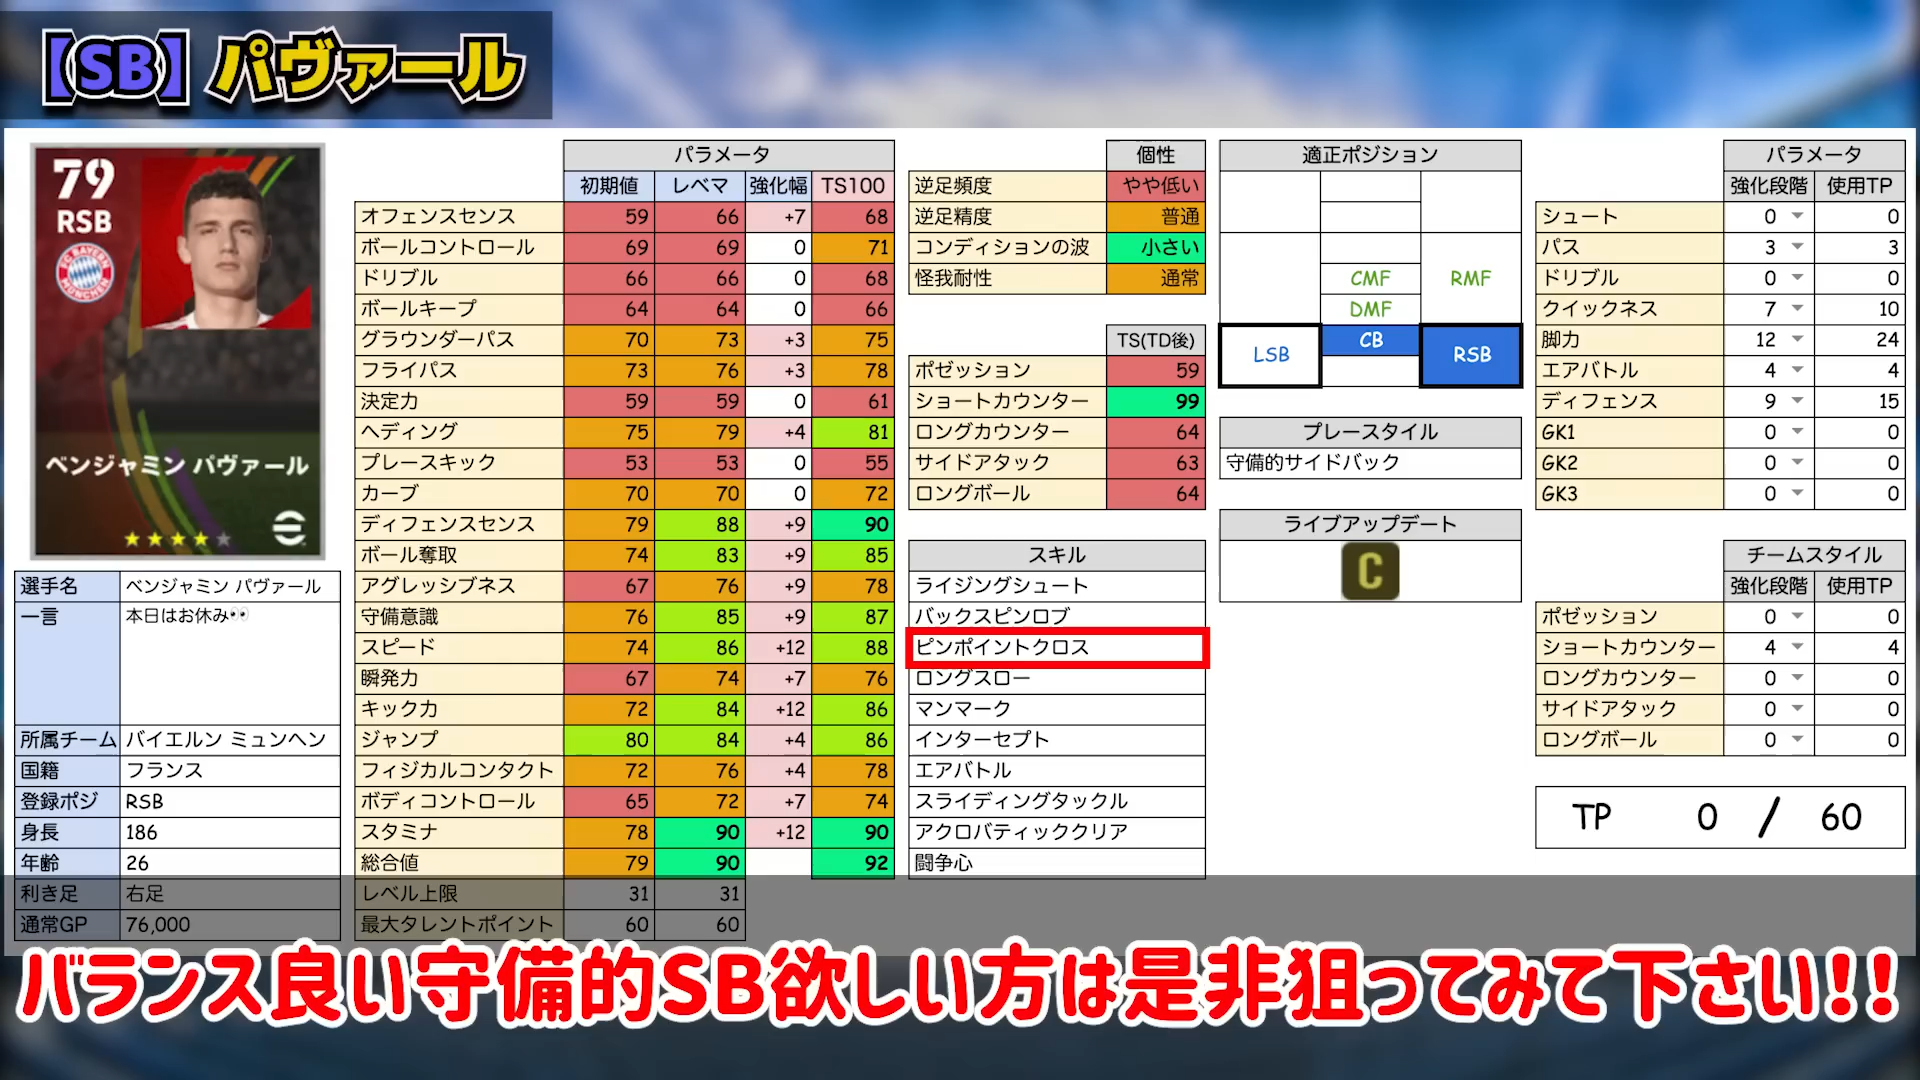 【SB】パヴァール
79
RSB
FC BAYERN
MÜNCHEN
ベンジャミン パヴァール
選手名 ベンジャミン パヴァール
一言 本日はお休み👀
所属チーム バイエルン ミュンヘン
国籍 フランス
登録ポジ RSB
身長 186
年齢 26
利き足 右足
通常GP 76,000
パラメータ
初期値 レベマ 強化幅 TS100
オフェンスセンス 59 66 +7 68
ボールコントロール 69 69 0 71
ドリブル 66 66 0 68
ボールキープ 64 64 0 66
グラウンダーパス 70 73 +3 75
フライパス 73 76 +3 78
決定力 59 59 0 61
ヘディング 75 79 +4 81
プレースキック 53 53 0 55
カーブ 70 70 0 72
ディフェンスセンス 79 88 +9 90
ボール奪取 74 83 +9 85
アグレッシブネス 67 76 +9 78
守備意識 76 85 +9 87
スピード 74 86 +12 88
瞬発力 67 74 +7 76
キック力 72 84 +12 86
ジャンプ 80 84 +4 86
フィジカルコンタクト 72 76 +4 78
ボディコントロール 65 72 +7 74
スタミナ 78 90 +12 90
総合値 79 90 92
レベル上限 31 31
最大タレントポイント 60 60
個性
逆足頻度 やや低い
逆足精度 普通
コンディションの波 小さい
怪我耐性 通常
TS(TD後)
ポゼッション 59
ショートカウンター 99
ロングカウンター 64
サイドアタック 63
ロングボール 64
スキル
ライジングシュート
バックスピンロブ
ピンポイントクロス
ロングスロー
マンマーク
インターセプト
エアバトル
スライディングタックル
アクロバティッククリア
闘争心
適正ポジション
CMF RMF
DMF
LSB CB RSB
プレースタイル
守備的サイドバック
ライブアップデート
C
パラメータ
強化段階 使用TP
シュート 0 0
パス 3 3
ドリブル 0 0
クイックネス 7 10
脚力 12 24
エアバトル 4 4
ディフェンス 9 15
GK1 0 0
GK2 0 0
GK3 0 0
チームスタイル
強化段階 使用TP
ポゼッション 0 0
ショートカウンター 4 4
ロングカウンター 0 0
サイドアタック 0 0
ロングボール 0 0
TP 0 / 60
バランス良い守備的SB欲しい方は是非狙ってみて下さい!!